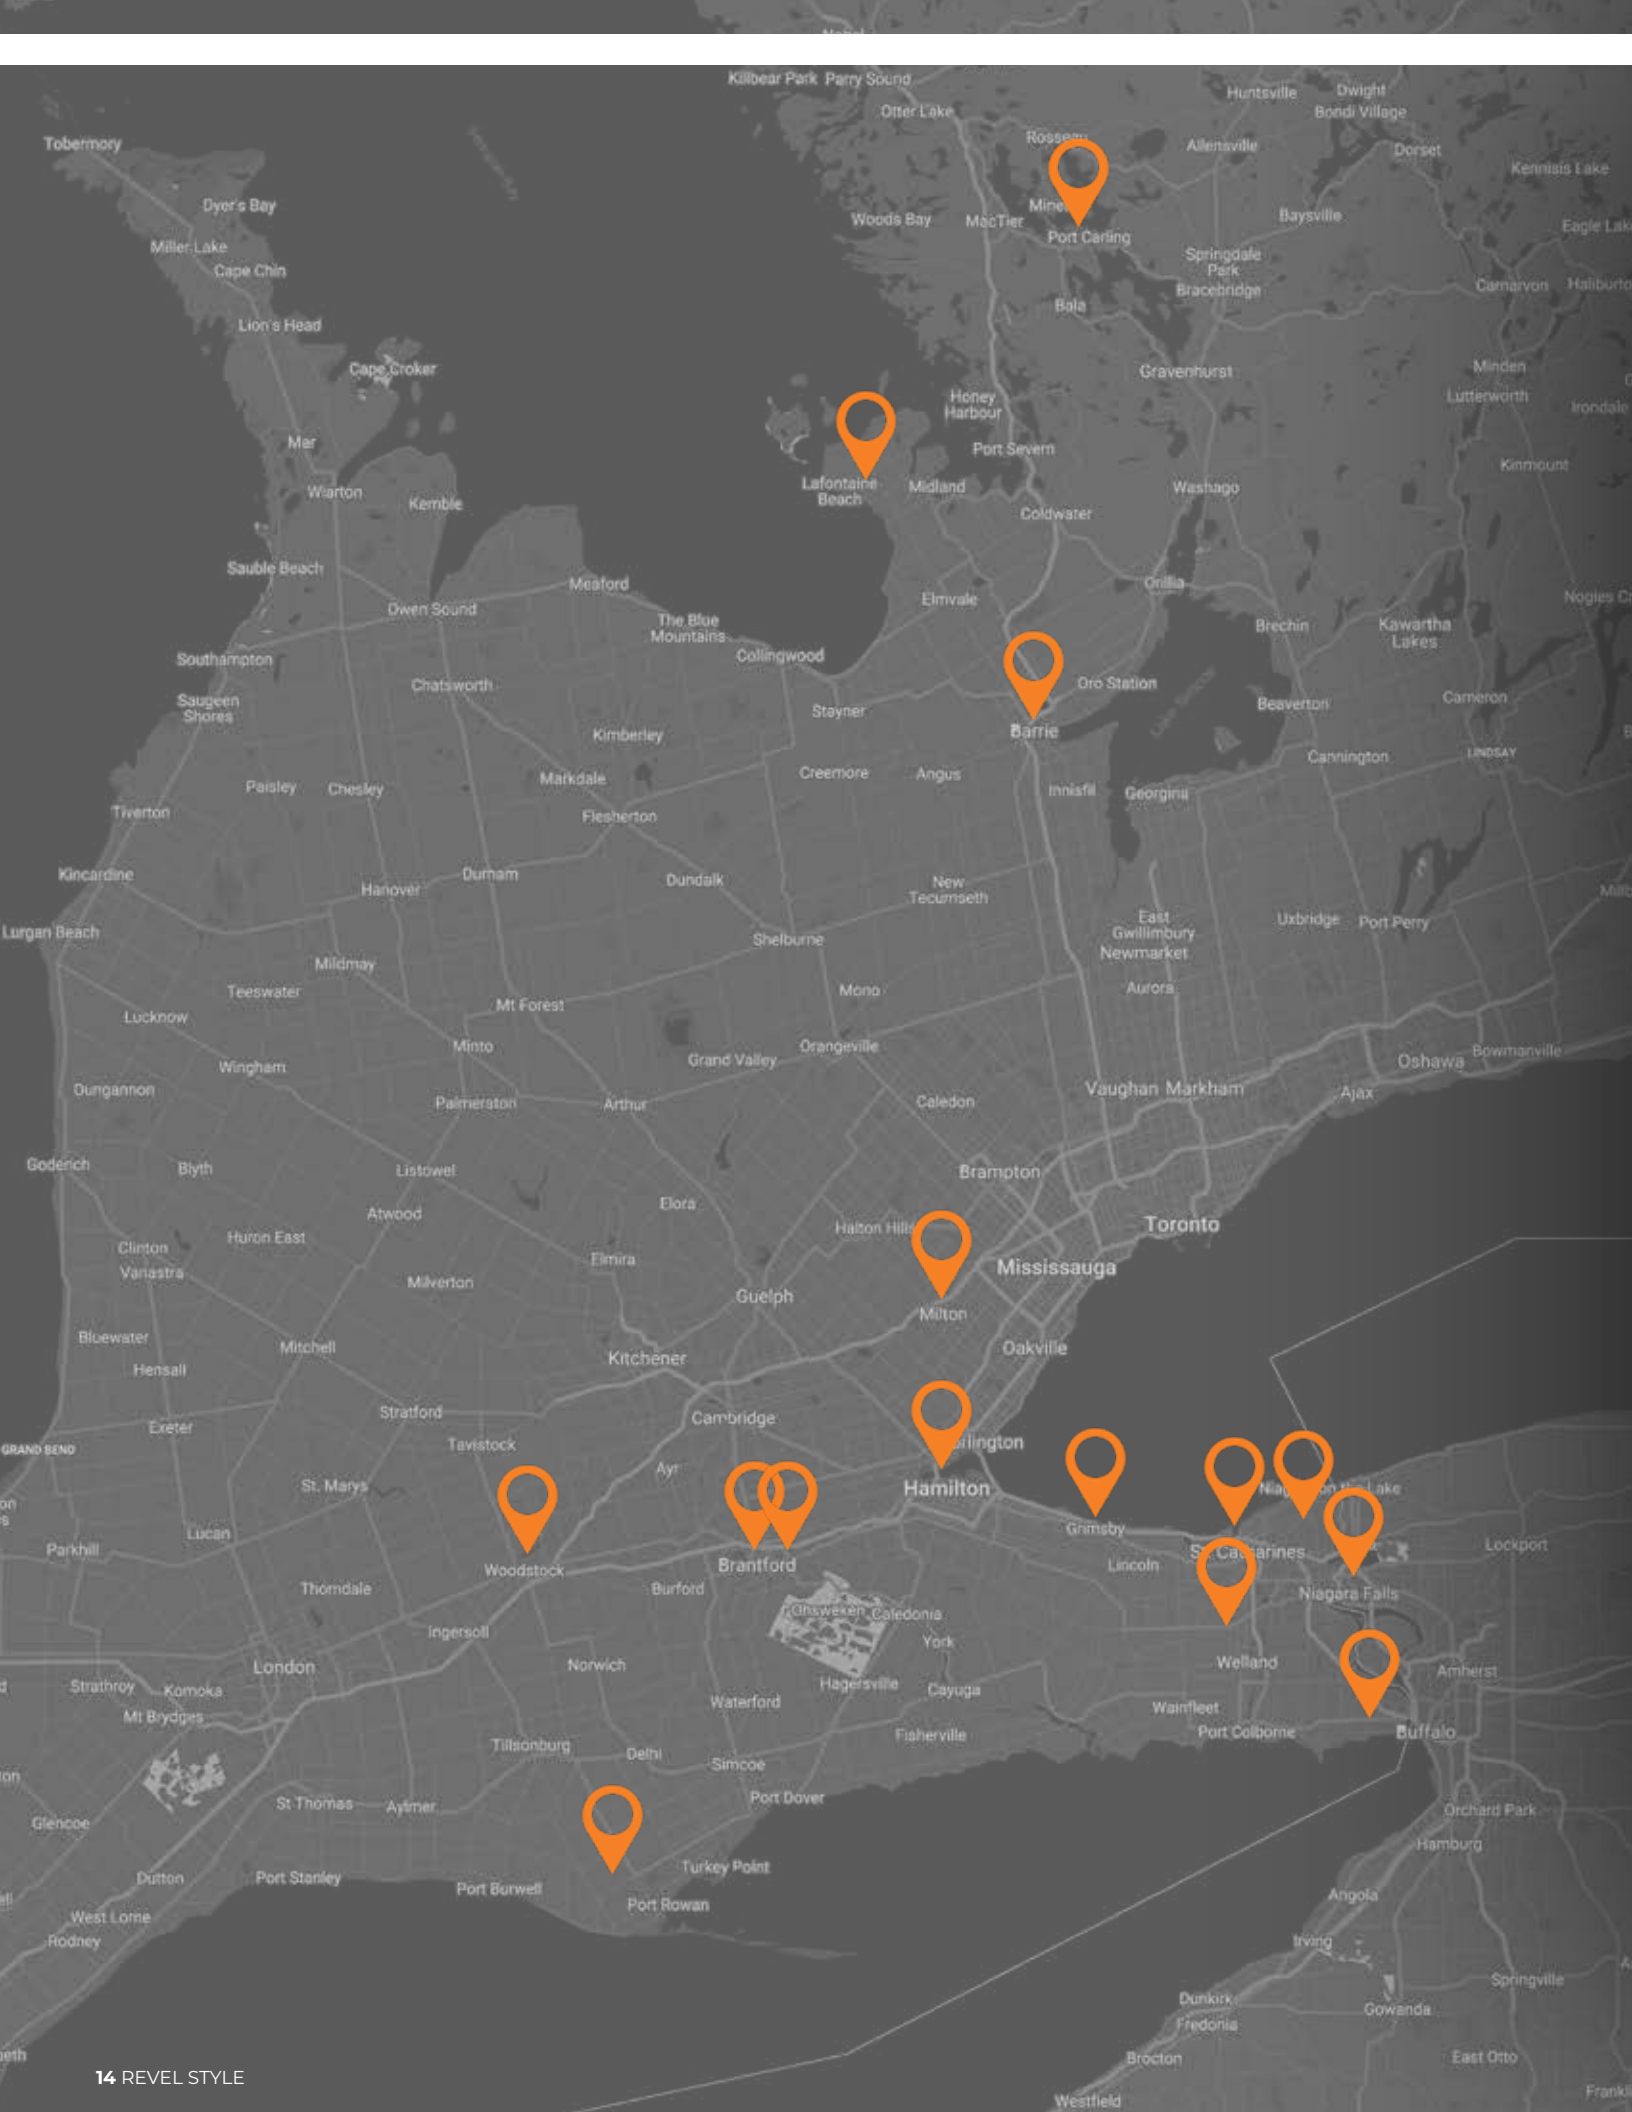 Killbear Park Parry Sound
Huntsville
Dwight
Otter Lake
Bondi Village
Tobermory
Allensville
Dorset
Kennisis Lake
Dyer's Bay
Woods Bay
MacTier
Baysville
Eagle Lak
Port Carling
Miller Lake
Springdale
Park
Cape Chin
Bracebridge
Carnarvon
Haliburto
Bala
Lion's Head
Cape Croker
Gravenhurst
Minden
Lutterworth
Honey
Harbour
Irondale
Mar
Port Severn
Kinmount
Wiarton
Lafontaine
Beach
Midland
Washago
Kemble
Coldwater
Sauble Beach
Meaford
Orillia
Owen Sound
Elmvale
Nogies Cr
The Blue
Mountains
Brechin
Kawartha
Lakes
Southampton
Collingwood
Chatsworth
Oro Station
Saugeen
Shores
Stayner
Beaverton
Cameron
Kimberley
Barrie
Cannington
LINDSAY
Markdale
Creemore
Angus
Paisley
Chesley
Innisfil
Georgina
Tiverton
Flesherton
Kincardine
Durham
Dundalk
Hanover
New
Tecumseth
Lurgan Beach
East
Gwillimbury
Uxbridge
Port Perry
Shelburne
Newmarket
Mildmay
Teeswater
Mono
Aurora
Mt Forest
Lucknow
Minto
Orangeville
Grand Valley
Oshawa
Bowmanville
Wingham
Dungannon
Vaughan
Markham
Ajax
Palmerston
Arthur
Caledon
Goderich
Blyth
Listowel
Brampton
Elora
Atwood
Halton Hills
Toronto
Huron East
Clinton
Elmira
Mississauga
Vanastra
Milverton
Guelph
Milton
Bluewater
Mitchell
Oakville
Kitchener
Hensall
Stratford
Cambridge
Exeter
GRAND BEND
Tavistock
Ayr
rlington
St. Marys
Hamilton
Lucan
Grimsby
Parkhill
Lockport
Woodstock
Brantford
Lincoln
Thorndale
Burford
Niagara Falls
Ohsweken
Caledonia
Ingersoll
York
London
Norwich
Welland
Amherst
Strathroy
Komoka
Hagersville
Cayuga
Waterford
Wainfleet
Mt Brydges
Port Colborne
Buffalo
Fisherville
Tillsonburg
Delhi
Simcoe
Port Dover
St Thomas
Aylmer
Glencoe
Orchard Park
Hamburg
Turkey Point
Dutton
Port Stanley
Port Burwell
Port Rowan
Angola
West Lorne
Rodney
Irving
Springville
Dunkirk
Gowanda
Fredonia
Brocton
East Otto
Westfield
Frankli
14 REVEL STYLE